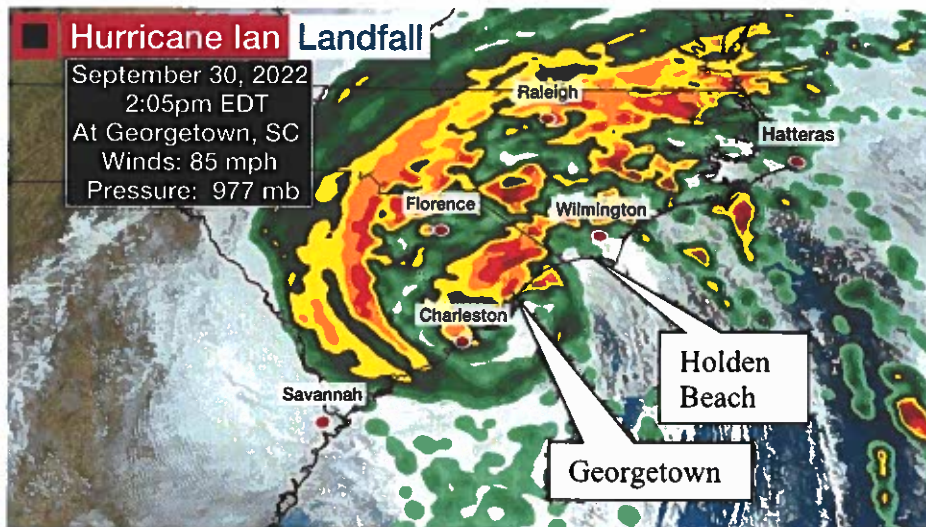 Hurricane Ian Landfall
September 30, 2022
2:05pm EDT
At Georgetown, SC
Winds: 85 mph
Pressure: 977 mb
Raleigh
Hatteras
Florence
Wilmington
Charleston
Savannah
Holden
Beach
Georgetown